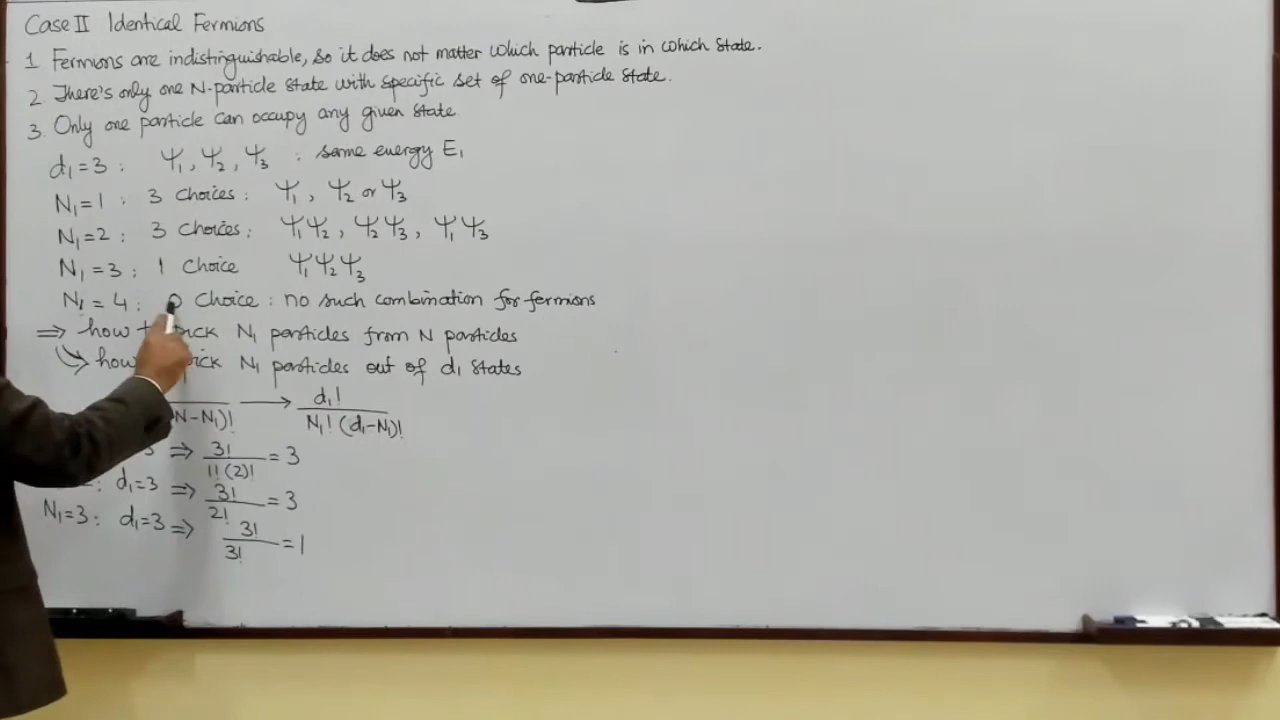 Case II Identical Fermions
1 Fermions are indistinguishable, so it does not matter which particle is in which state.
2. There's only one N-particle state with specific set of one-particle state.
3. Only one particle can occupy any given state
d₁=3 : Ψ₁, Ψ₂, Ψ₃ : same energy E₁
N₁=1 : 3 choices : Ψ₁, Ψ₂ or Ψ₃
N₁=2 : 3 choices : Ψ₁Ψ₂, Ψ₂Ψ₃, Ψ₁Ψ₃
N₁=3 : 1 choice Ψ₁Ψ₂Ψ₃
N₁=4 : 0 choice : no such combination for fermions
⇒ how pick N₁ particles from N particles
how pick N₁ particles out of d₁ states
N-N₁)! → d₁! / N₁! (d₁-N₁)!
3 ⇒ 3! / 1! (2)! = 3
: d₁=3 ⇒ 3! / 2! = 3
N₁=3 : d₁=3 ⇒ 3! / 3! = 1